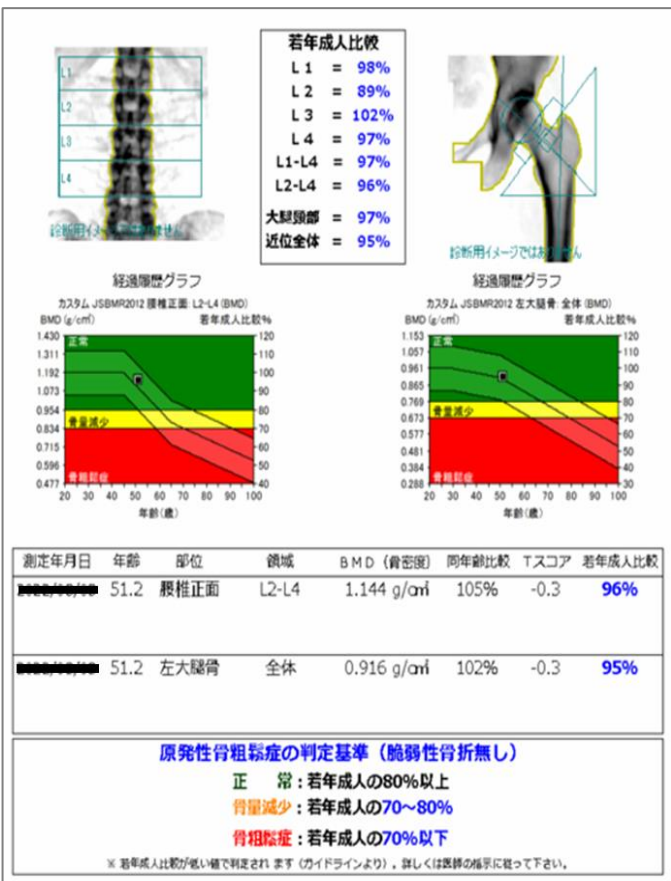 若年成人比較
L1 = 98%
L2 = 89%
L3 = 102%
L4 = 97%
L1-L4 = 97%
L2-L4 = 96%
大腿頸部 = 97%
近位全体 = 95%
L1
L2
L3
L4
診断用イメージではありません
診断用イメージではありません
経過履歴グラフ
カスタム JSBMR2012 腰椎正面: L2-L4 (BMD)
BMD (g/cm²) 若年成人比較%
1.430 正常 120
1.311 110
1.192 100
1.073 90
0.954 80
骨量減少
0.834 70
0.715 60
0.596 50
0.477 骨粗鬆症 40
20 30 40 50 60 70 80 90 100
年齢(歳)
経過履歴グラフ
カスタム JSBMR2012 左大腿骨: 全体 (BMD)
BMD (g/cm²) 若年成人比較%
1.153 正常 120
1.057 110
0.961 100
0.865 90
0.769 80
骨量減少
0.673 70
0.577 60
0.481 50
0.384 40
0.288 骨粗鬆症 30
20 30 40 50 60 70 80 90 100
年齢(歳)
測定年月日 年齢 部位 領域 BMD (骨密度) 同年齢比較 Tスコア 若年成人比較
51.2 腰椎正面 L2-L4 1.144 g/cm² 105% -0.3 96%
51.2 左大腿骨 全体 0.916 g/cm² 102% -0.3 95%
原発性骨粗鬆症の判定基準（脆弱性骨折無し）
正 常：若年成人の80%以上
骨量減少：若年成人の70～80%
骨粗鬆症：若年成人の70%以下
※ 若年成人比較が低い値で判定され ます (ガイドラインより) 。詳しくは医師の指示に従って下さい。